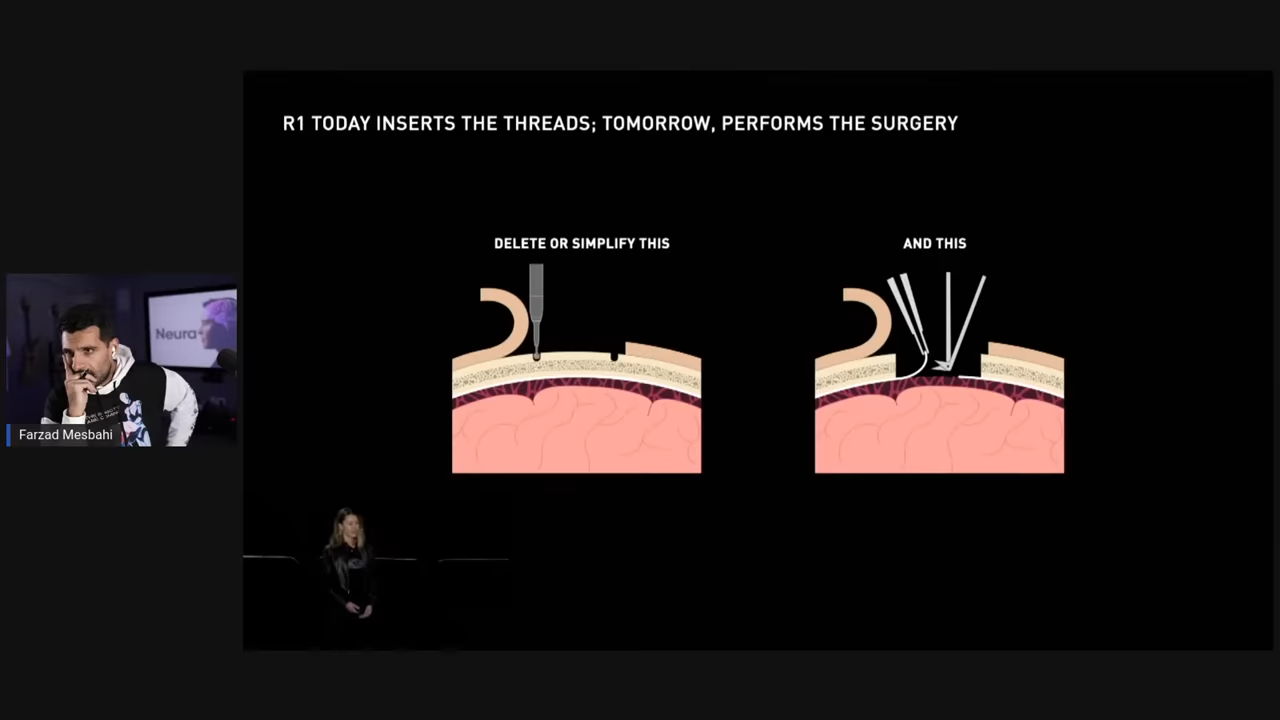 R1 TODAY INSERTS THE THREADS; TOMORROW, PERFORMS THE SURGERY
DELETE OR SIMPLIFY THIS
AND THIS
Neura
Farzad Mesbahi